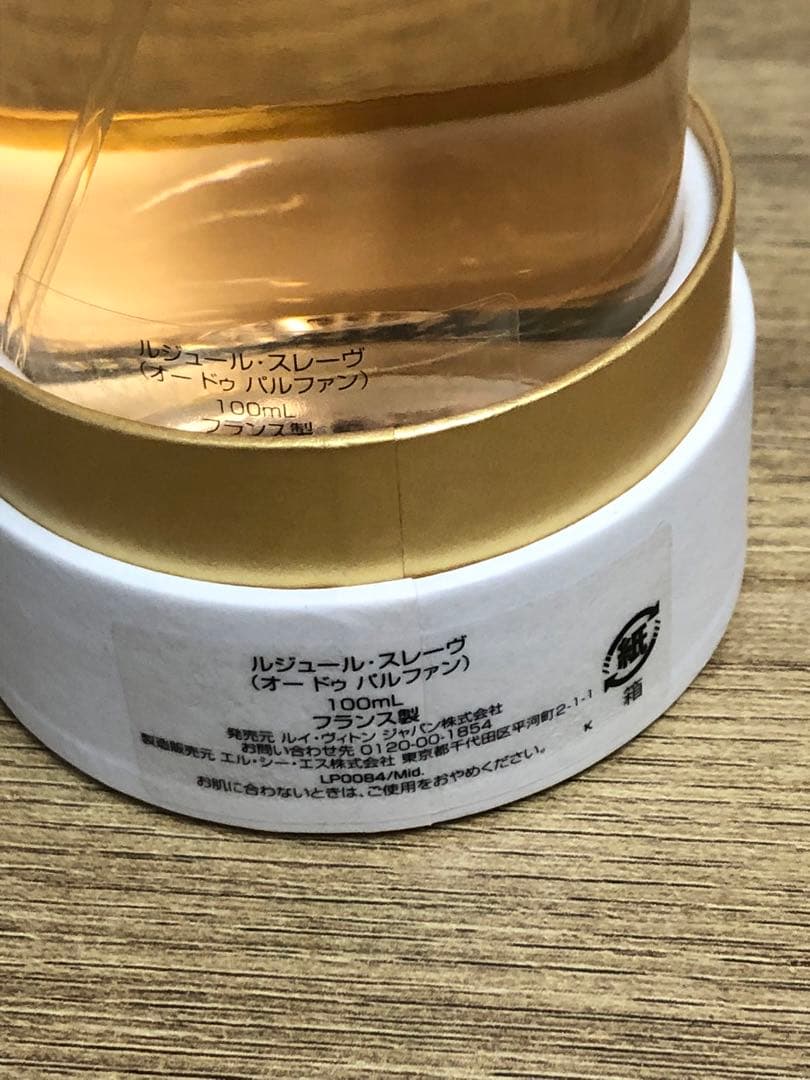 ルジュール・スレーヴ
（オー ドゥ パルファン）
100mL
フランス製
ルジュール・スレーヴ
（オー ドゥ パルファン）
100mL
フランス製
発売元 ルイ・ヴィトン ジャパン株式会社
お問い合わせ先 0120-00-1854
製造販売元 エル・シー・エス株式会社 東京都千代田区平河町2-1-1
LP0084/Mid.
K
お肌に合わないときは、ご使用をおやめください。
紙
箱